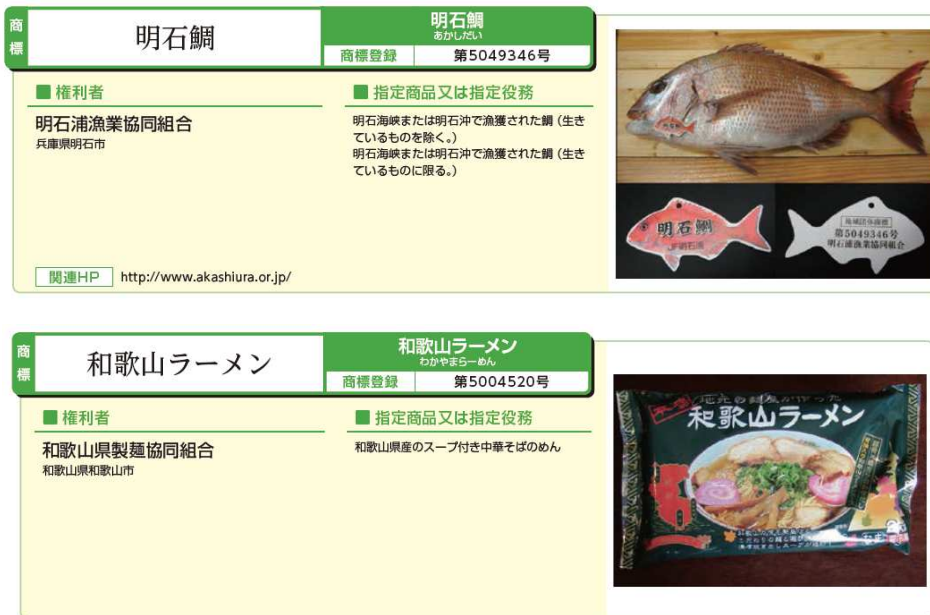 商標
明石鯛
明石鯛
あかしだい
商標登録 第5049346号
■ 権利者
明石浦漁業協同組合
兵庫県明石市
■ 指定商品又は指定役務
明石海峡または明石沖で漁獲された鯛（生き
ているものを除く。）
明石海峡または明石沖で漁獲された鯛（生き
ているものに限る。）
関連HP http://www.akashiura.or.jp/
明石鯛
JF明石浦
地域団体商標
第5049346号
明石浦漁業協同組合
商標
和歌山ラーメン
和歌山ラーメン
わかやまらーめん
商標登録 第5004520号
■ 権利者
和歌山県製麺協同組合
和歌山県和歌山市
■ 指定商品又は指定役務
和歌山県産のスープ付き中華そばのめん
和歌山ラーメン